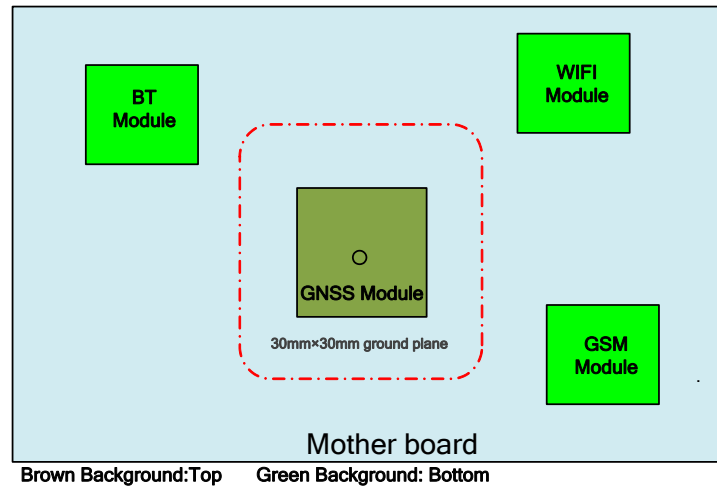 BT
Module
WIFI
Module
GNSS Module
30mm×30mm ground plane
GSM
Module
Mother board
Brown Background:Top Green Background: Bottom